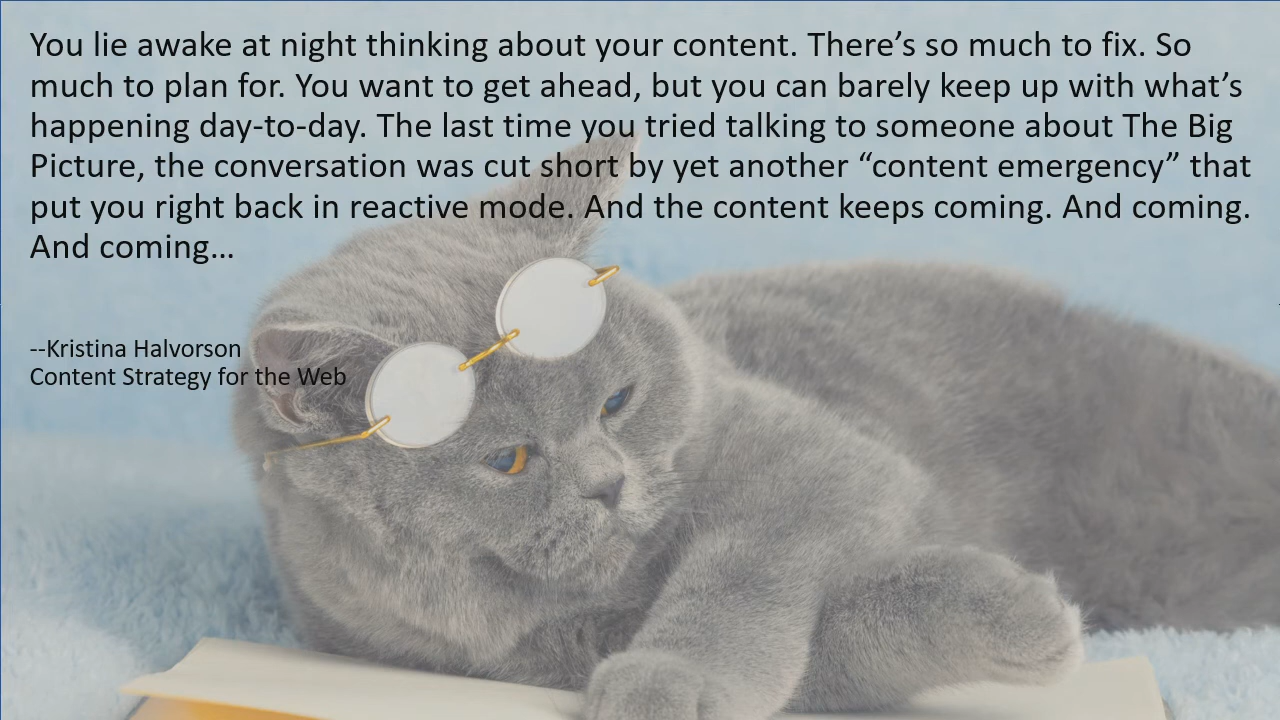 You lie awake at night thinking about your content. There’s so much to fix. So
much to plan for. You want to get ahead, but you can barely keep up with what’s
happening day-to-day. The last time you tried talking to someone about The Big
Picture, the conversation was cut short by yet another “content emergency” that
put you right back in reactive mode. And the content keeps coming. And coming.
And coming…
--Kristina Halvorson
Content Strategy for the Web